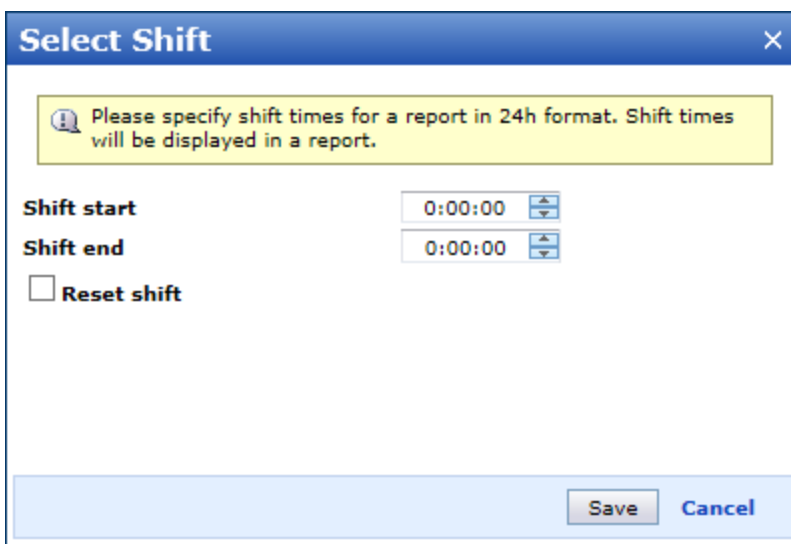 Select Shift
Please specify shift times for a report in 24h format. Shift times
will be displayed in a report.
Shift start 0:00:00
Shift end 0:00:00
Reset shift
Save Cancel